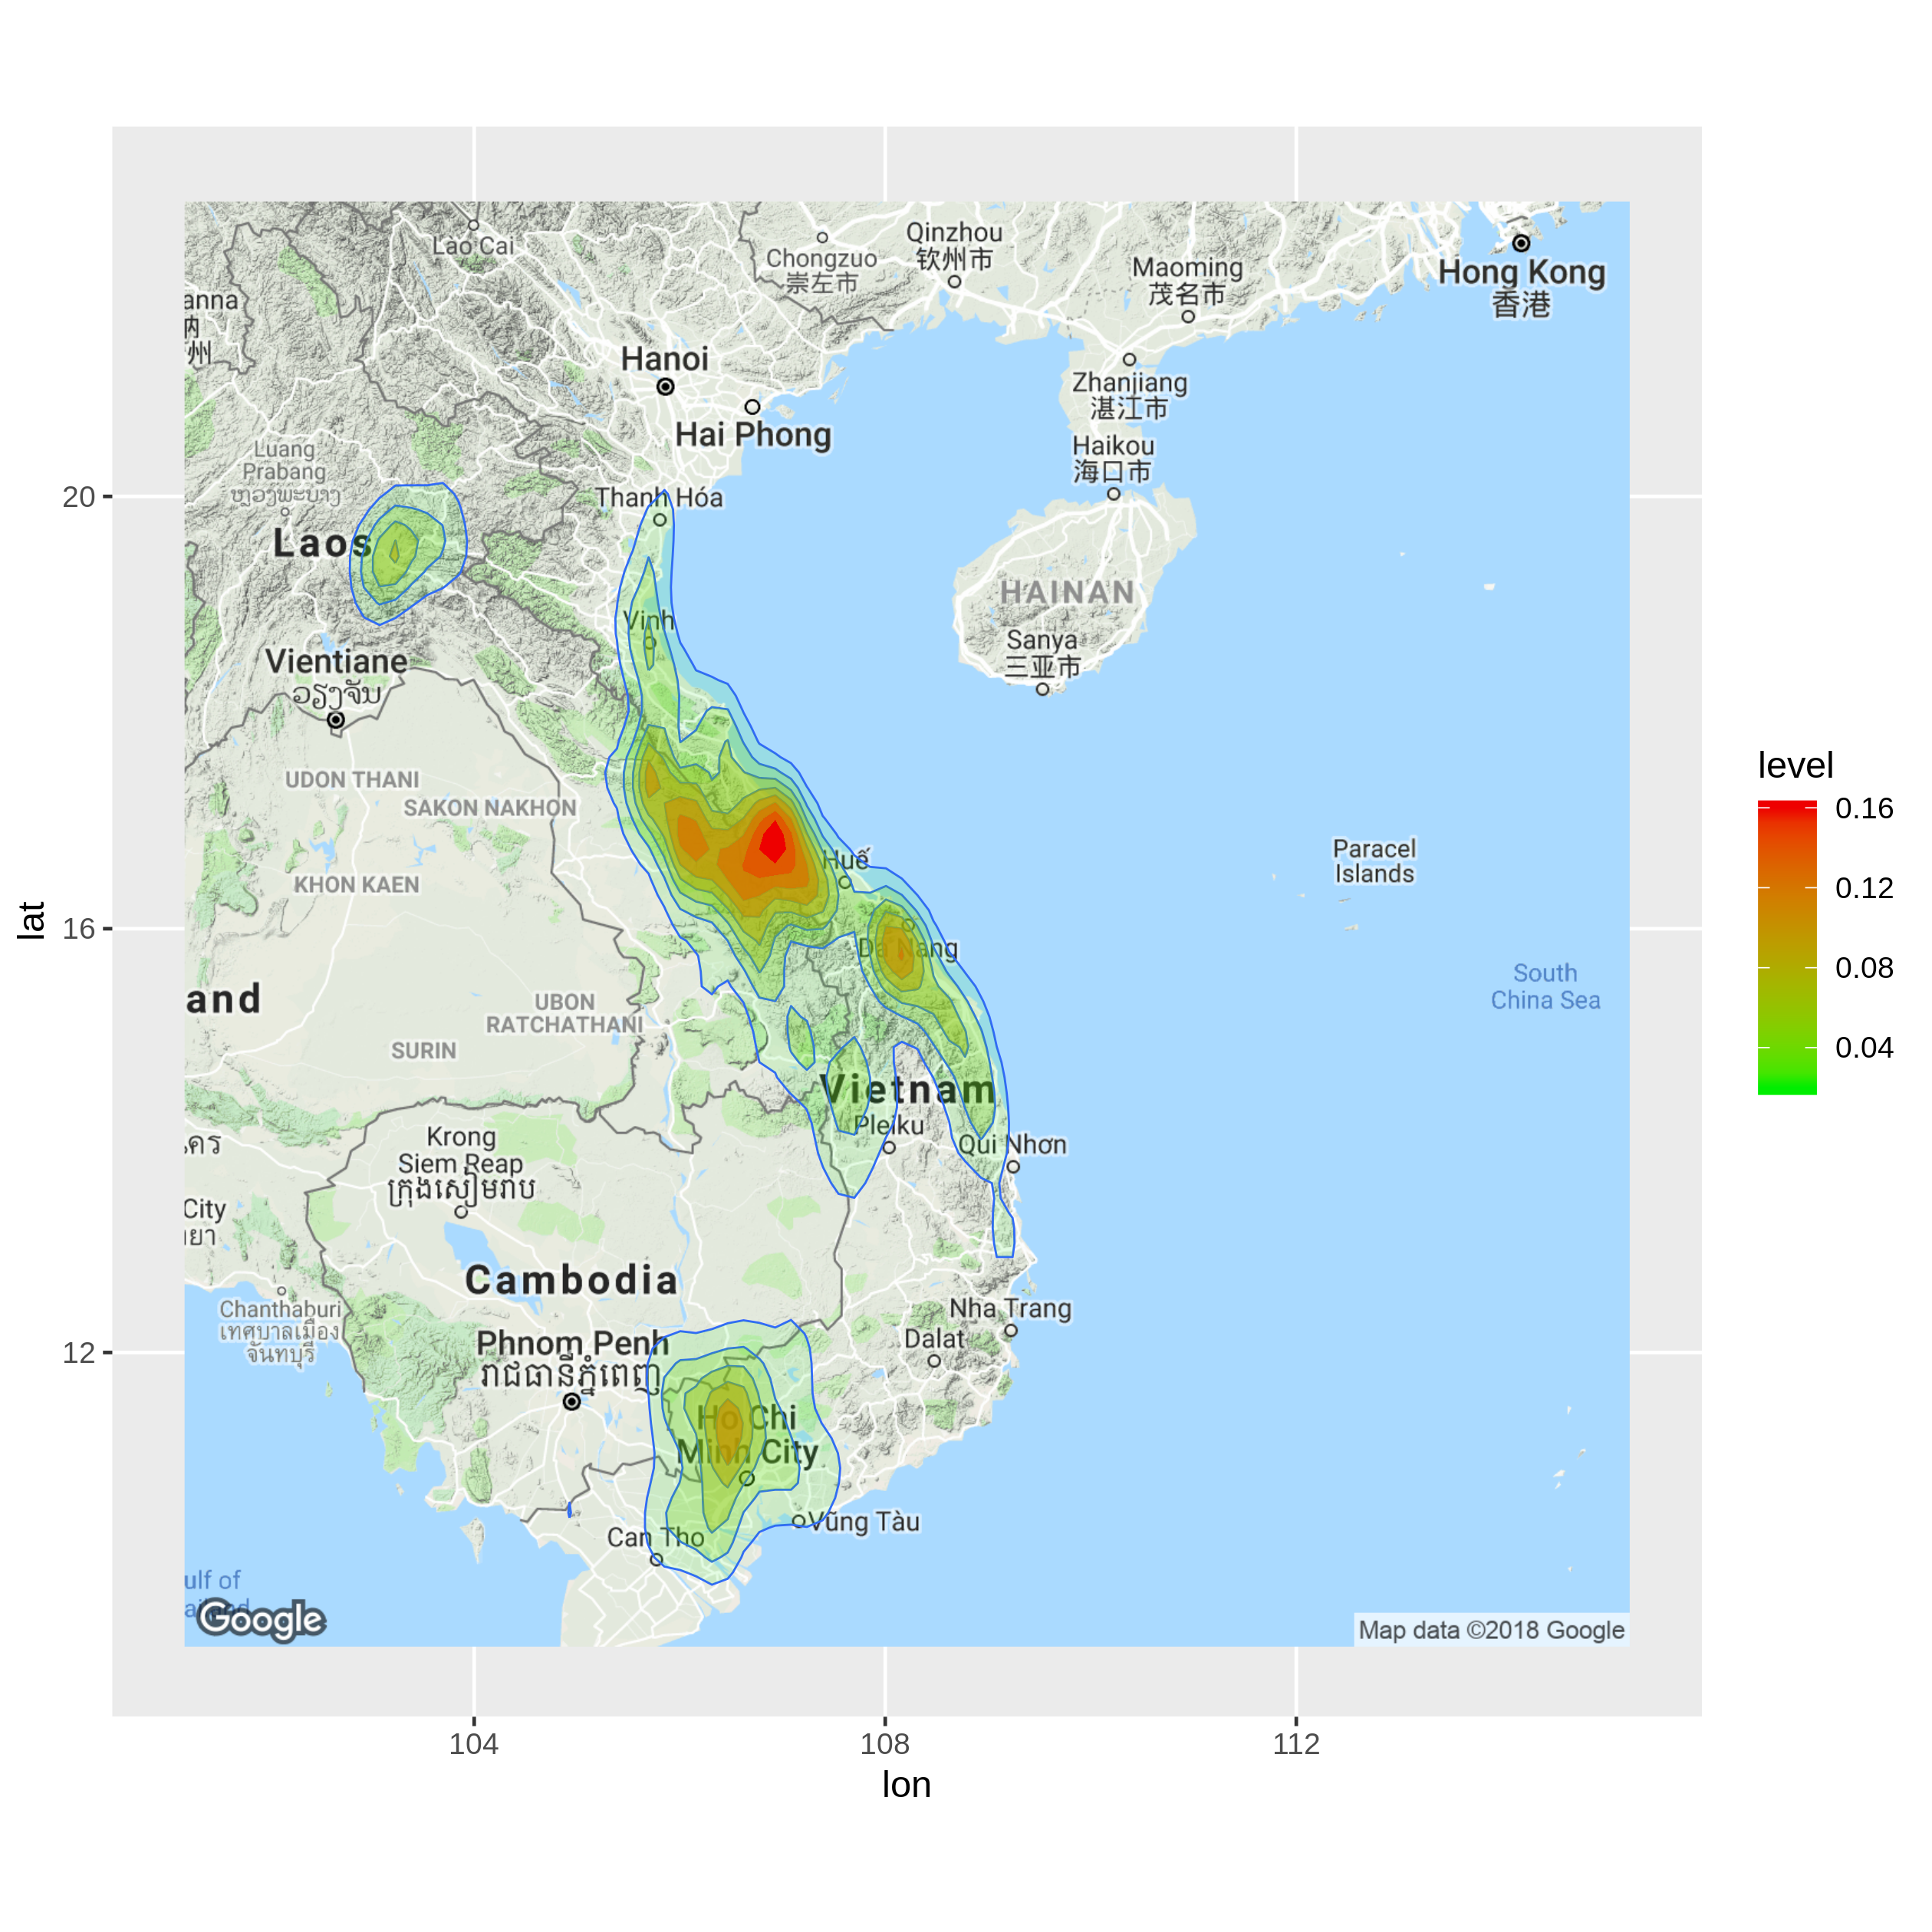 Lao Cai
Chongzuo
崇左市
Qinzhou
钦州市
Maoming
茂名市
Hong Kong
香港
anna
纳
州
Hanoi
Hai Phong
Zhanjiang
湛江市
Haikou
海口市
Luang
Prabang
ຫຼວງພະບາງ
20
Thanh Hóa
Laos
HAINAN
Vinh
Sanya
三亚市
Vientiane
ວຽງຈັນ
UDON THANI
SAKON NAKHON
level
0.16
0.12
0.08
0.04
KHON KAEN
Huế
Paracel
Islands
lat
16
Da Nang
South
China Sea
and
UBON
RATCHATHANI
SURIN
Vietnam
Pleiku
Qui Nhơn
Krong
Siem Reap
ក្រុងសៀមរាប
คร
City
ยา
Cambodia
Chanthaburi
เทศบาลเมือง
จันทบุรี
Nha Trang
Dalat
12
Phnom Penh
រាជធានីភ្នំពេញ
Ho Chi
Minh City
Can Tho
Vũng Tàu
ulf of
ailand
Google
Map data ©2018 Google
104
108
112
lon